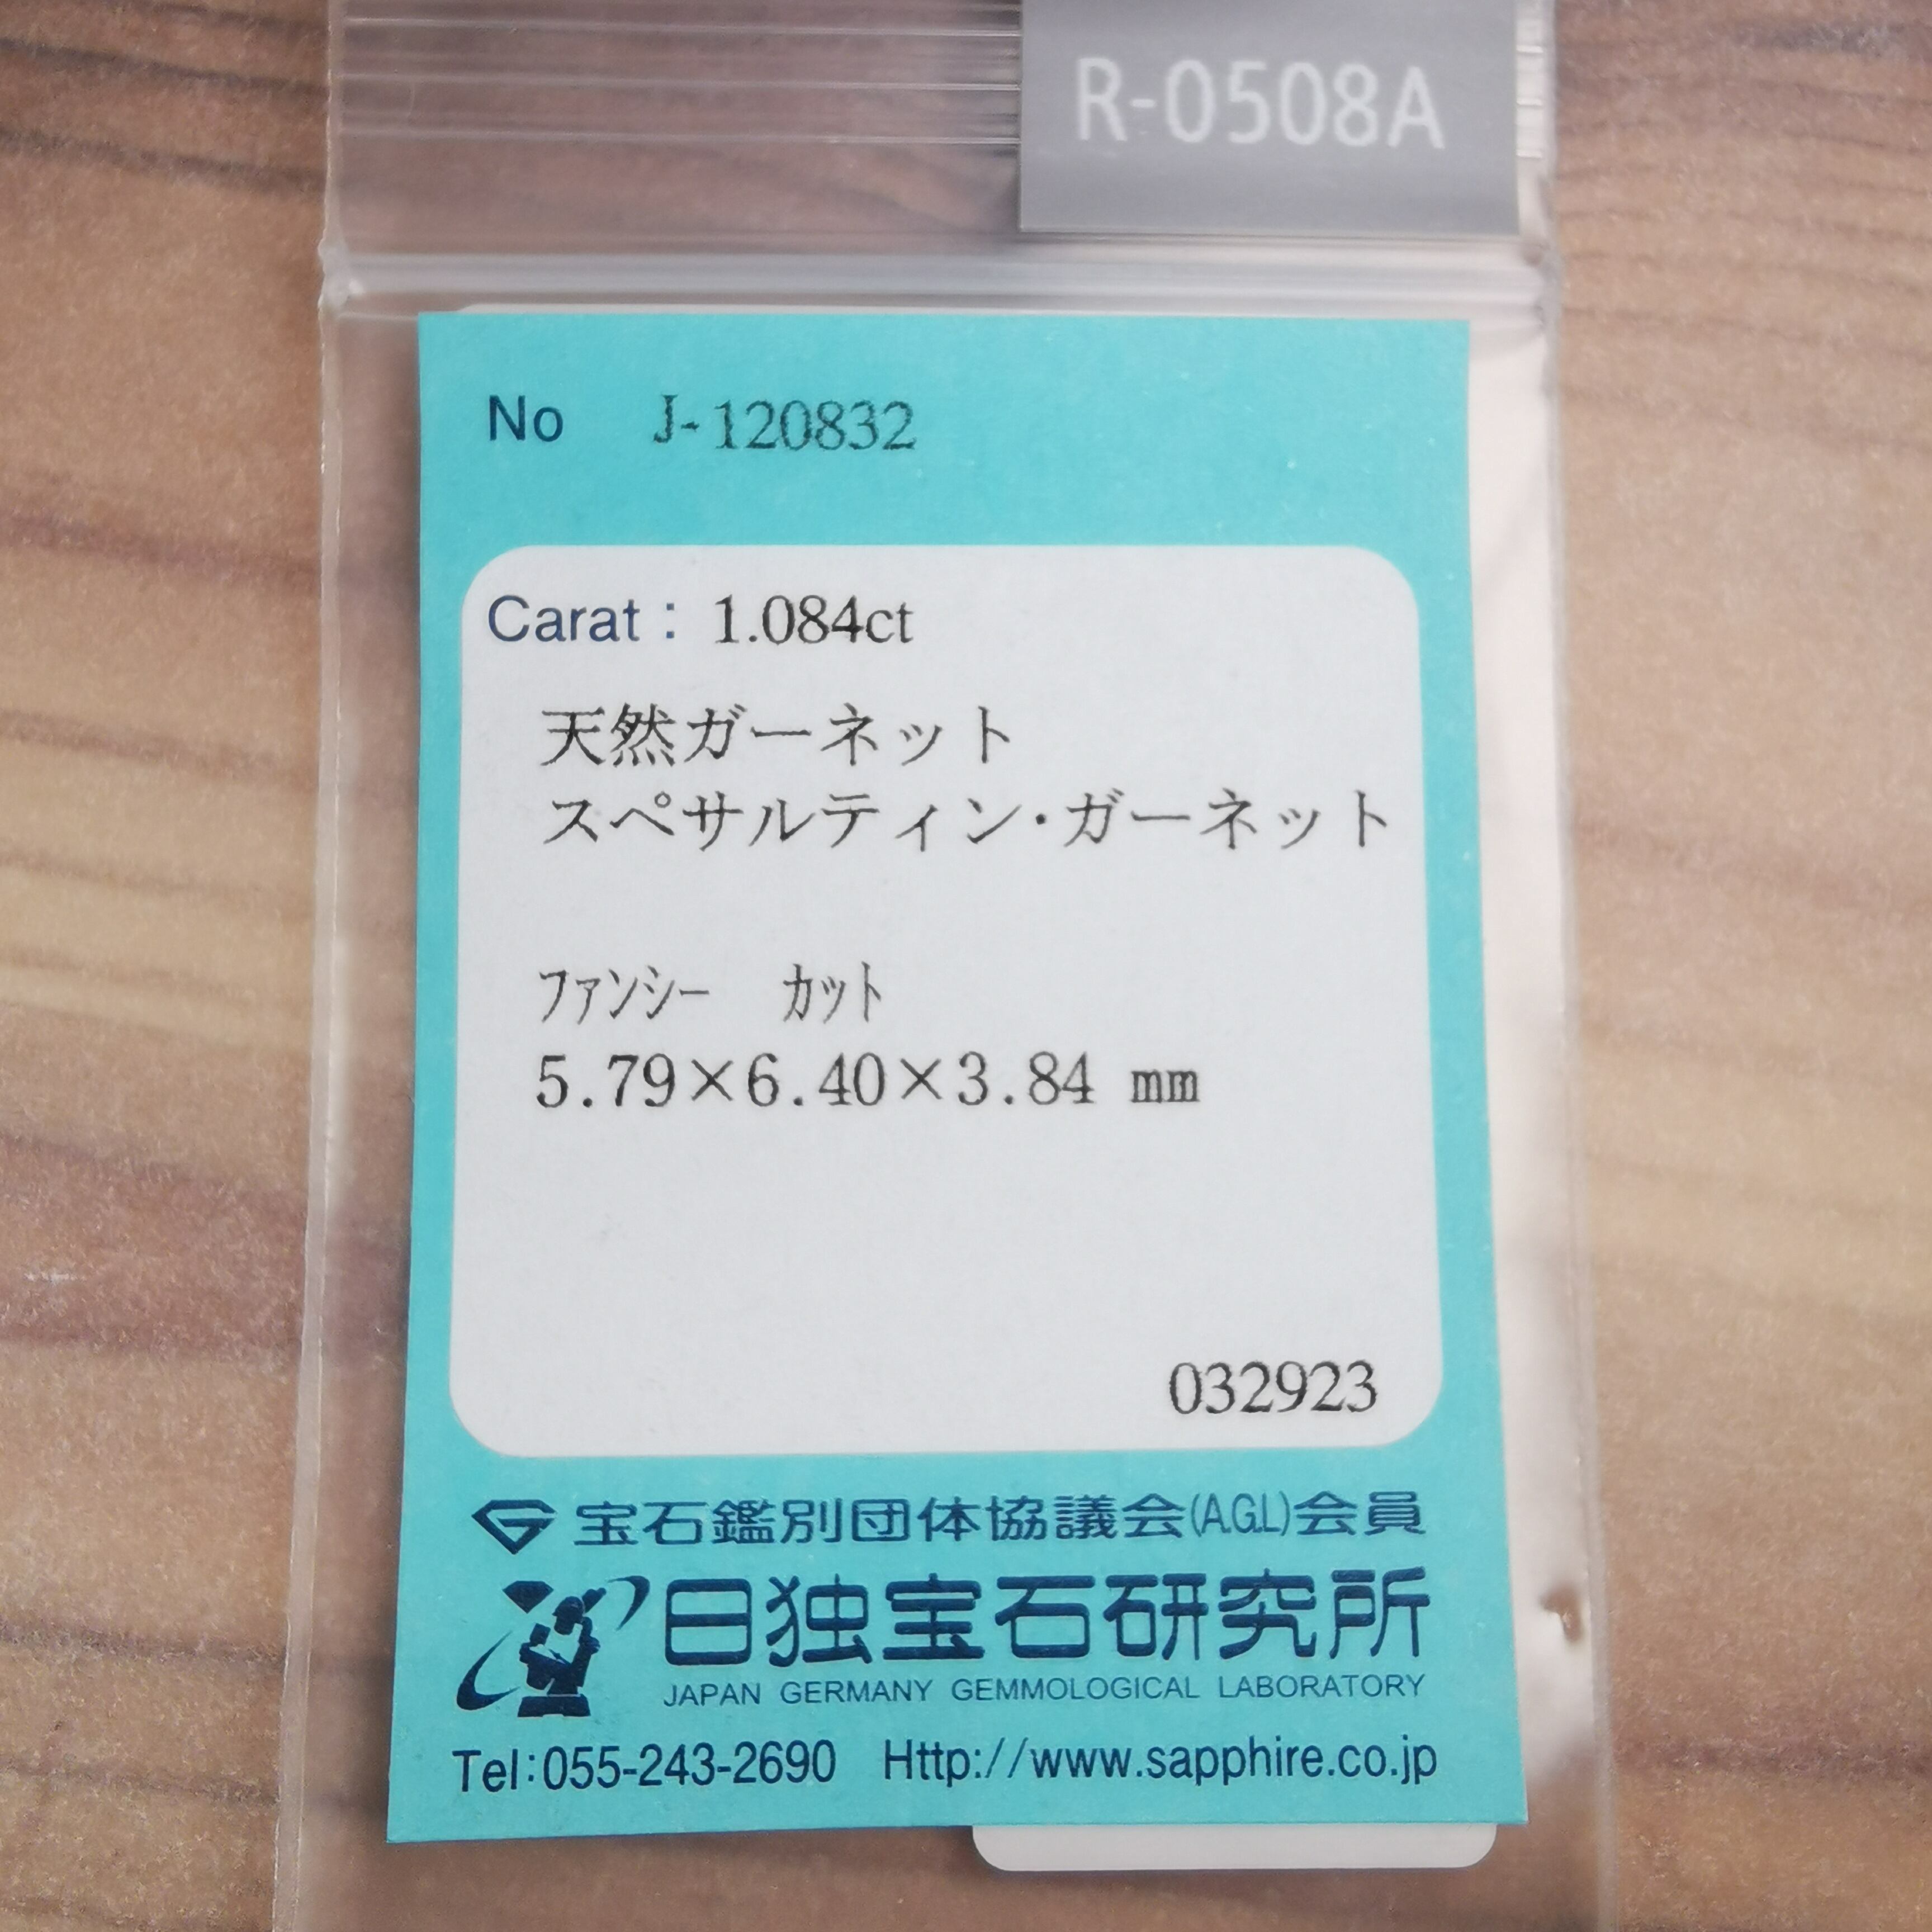 R-0508A
No J-120832
Carat : 1.084ct
天然ガーネット
スペサルティン・ガーネット
ファンシー カット
5.79×6.40×3.84 mm
032923
宝石鑑別団体協議会(A.G.L)会員
日独宝石研究所
JAPAN GERMANY GEMMOLOGICAL LABORATORY
Tel:055-243-2690 Http://www.sapphire.co.jp